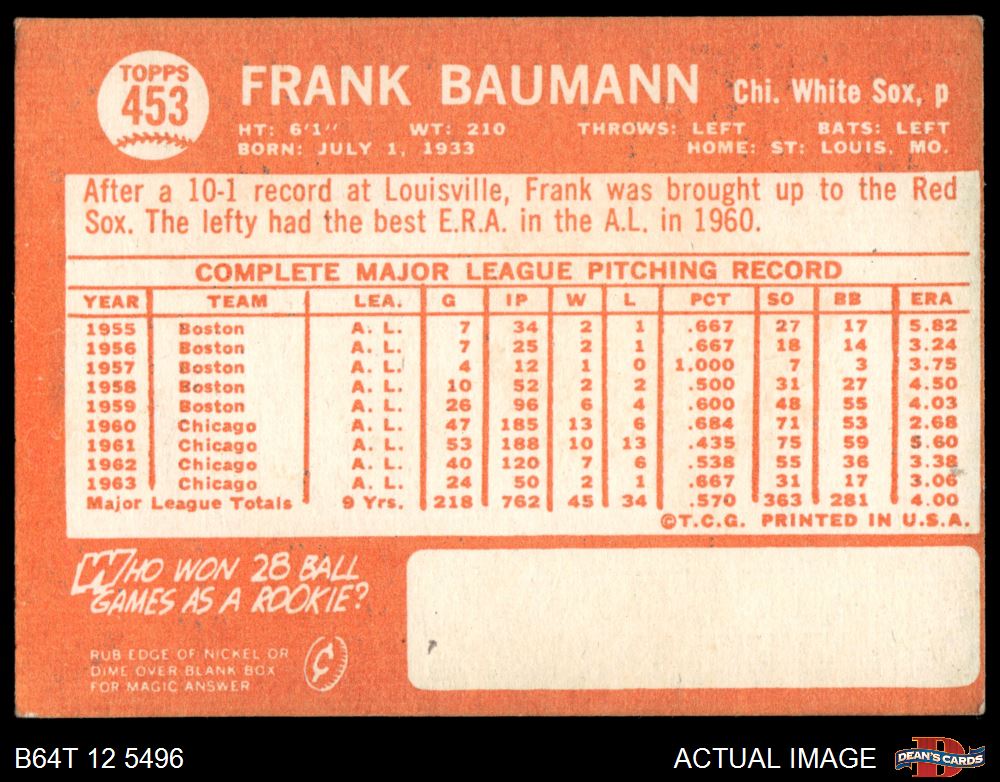 TOPPS
453
FRANK BAUMANN Chi. White Sox, p
HT: 6'1" WT: 210 THROWS: LEFT BATS: LEFT
BORN: JULY 1, 1933 HOME: ST: LOUIS, MO.
After a 10-1 record at Louisville, Frank was brought up to the Red
Sox. The lefty had the best E.R.A. in the A.L. in 1960.
COMPLETE MAJOR LEAGUE PITCHING RECORD
YEAR TEAM LEA. G IP W L PCT SO BB ERA
1955 Boston A. L. 7 34 2 1 .667 27 17 5.82
1956 Boston A. L. 7 25 2 1 .667 18 14 3.24
1957 Boston A. L. 4 12 1 0 1.000 7 3 3.75
1958 Boston A. L. 10 52 2 2 .500 31 27 4.50
1959 Boston A. L. 26 96 6 4 .600 48 55 4.03
1960 Chicago A. L. 47 185 13 6 .684 71 53 2.68
1961 Chicago A. L. 53 188 10 13 .435 75 59 5.60
1962 Chicago A. L. 40 120 7 6 .538 55 36 3.38
1963 Chicago A. L. 24 50 2 1 .667 31 17 3.06
Major League Totals 9 Yrs. 218 762 45 34 .570 363 281 4.00
©T.C.G. PRINTED IN U.S.A.
WHO WON 28 BALL
GAMES AS A ROOKIE?
RUB EDGE OF NICKEL OR
DIME OVER BLANK BOX
FOR MAGIC ANSWER
¢
B64T 12 5496 ACTUAL IMAGE
D
DEAN'S CARDS